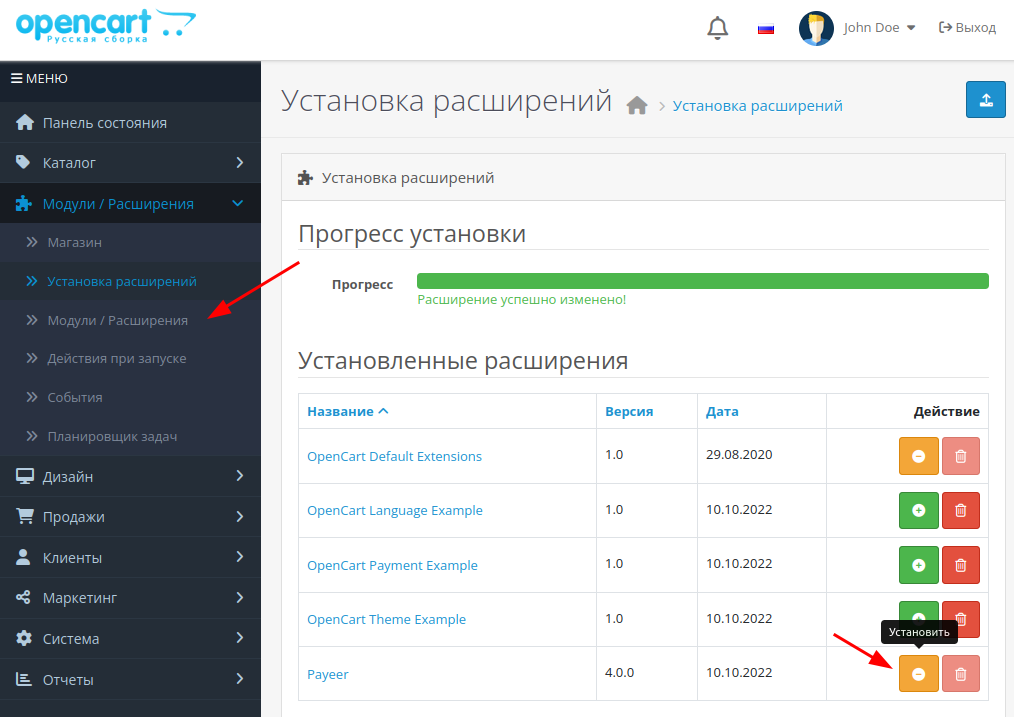 opencart
Русская сборка
John Doe
Выход
МЕНЮ
Панель состояния
Каталог
Модули / Расширения
Магазин
Установка расширений
Модули / Расширения
Действия при запуске
События
Планировщик задач
Дизайн
Продажи
Клиенты
Маркетинг
Система
Отчеты
Установка расширений
Установка расширений
Установка расширений
Прогресс установки
Прогресс
Расширение успешно изменено!
Установленные расширения
Название Версия Дата Действие
OpenCart Default Extensions 1.0 29.08.2020
OpenCart Language Example 1.0 10.10.2022
OpenCart Payment Example 1.0 10.10.2022
OpenCart Theme Example 1.0 10.10.2022
Установить
Payeer 4.0.0 10.10.2022